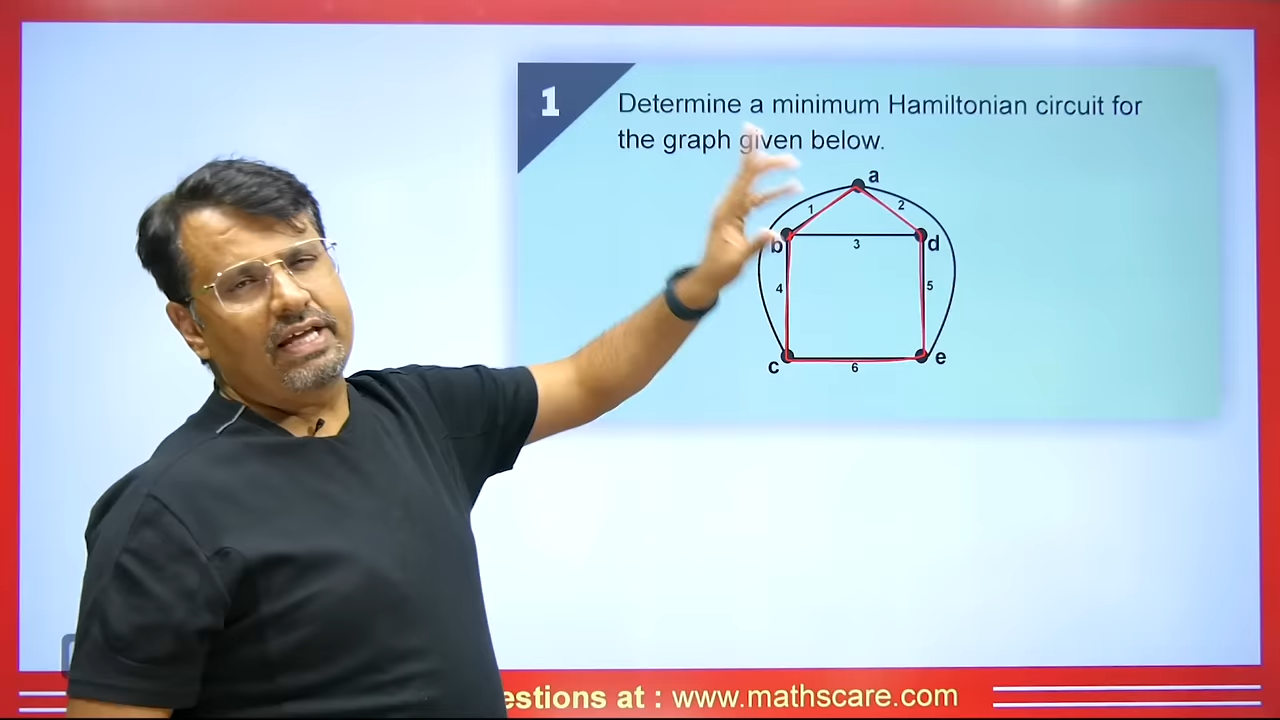 1
Determine a minimum Hamiltonian circuit for
the graph given below.
a
1
2
b
3
d
4
5
c
6
e
estions at : www.mathscare.com